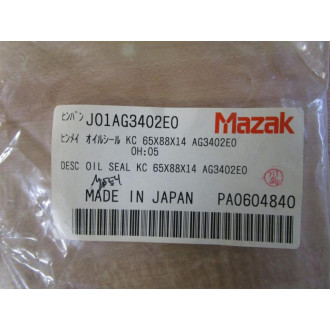 ヒンバン J01AG3402E0 Mazak
ヒンメイ オイルシール KC 65X88X14 AG3402E0
OH:05
DESC OIL SEAL KC 65X88X14 AG3402E0
MADE IN JAPAN PA0604840